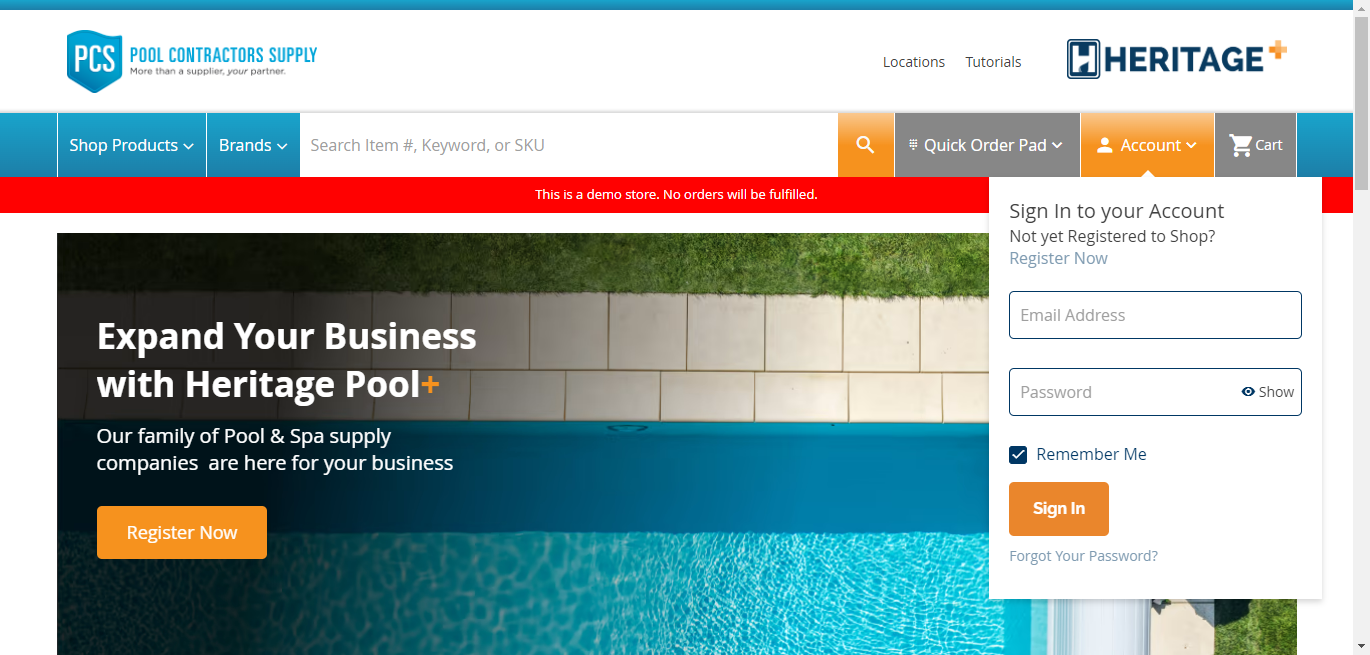 PCS POOL CONTRACTORS SUPPLY
More than a supplier, your partner.
Locations Tutorials
H HERITAGE+
Shop Products Brands Search Item #, Keyword, or SKU Quick Order Pad Account Cart
This is a demo store. No orders will be fulfilled.
Sign In to your Account
Not yet Registered to Shop?
Register Now
Email Address
Password Show
Remember Me
Sign In
Forgot Your Password?
Expand Your Business
with Heritage Pool+
Our family of Pool & Spa supply
companies are here for your business
Register Now